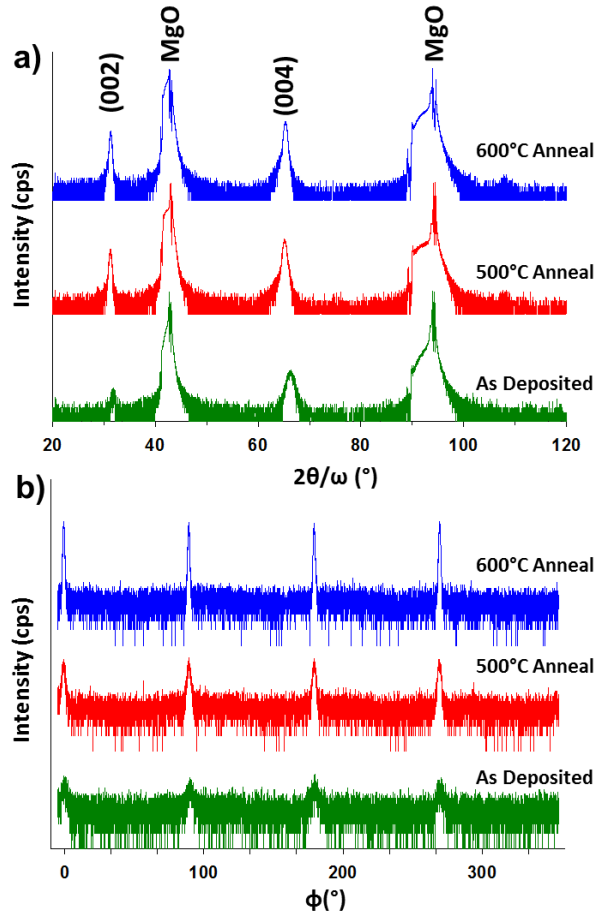 a)
(002)
MgO
(004)
MgO
600°C Anneal
500°C Anneal
As Deposited
Intensity (cps)
20 40 60 80 100 120
2θ/ω (°)
b)
600°C Anneal
500°C Anneal
As Deposited
Intensity (cps)
0 100 200 300
ϕ(°)